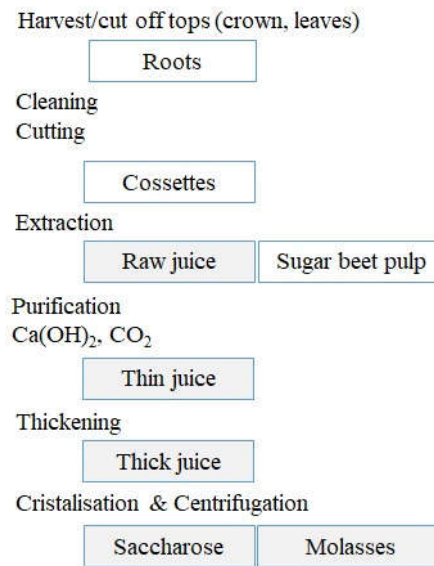 Harvest/cut off tops (crown, leaves)
Roots
Cleaning
Cutting
Cossettes
Extraction
Raw juice Sugar beet pulp
Purification
Ca(OH)₂, CO₂
Thin juice
Thickening
Thick juice
Cristalisation & Centrifugation
Saccharose Molasses